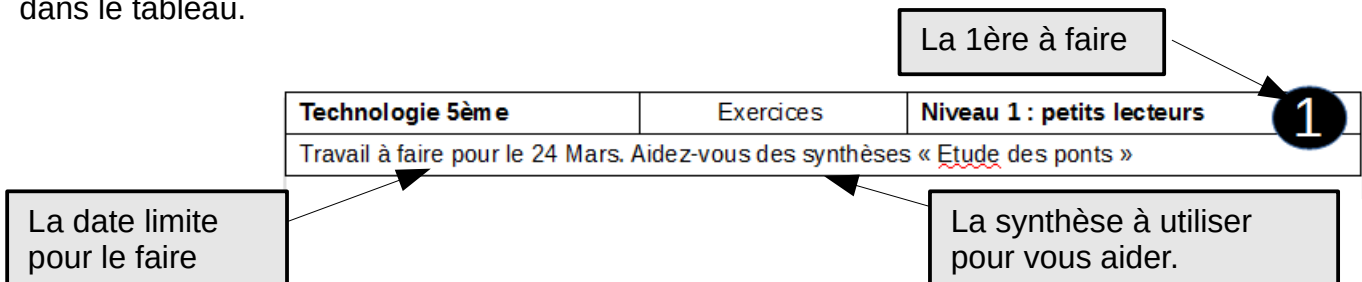 dans le tableau.
La 1ère à faire
Technologie 5ème Exercices Niveau 1 : petits lecteurs 1
Travail à faire pour le 24 Mars. Aidez-vous des synthèses « Etude des ponts »
La date limite
pour le faire
La synthèse à utiliser
pour vous aider.